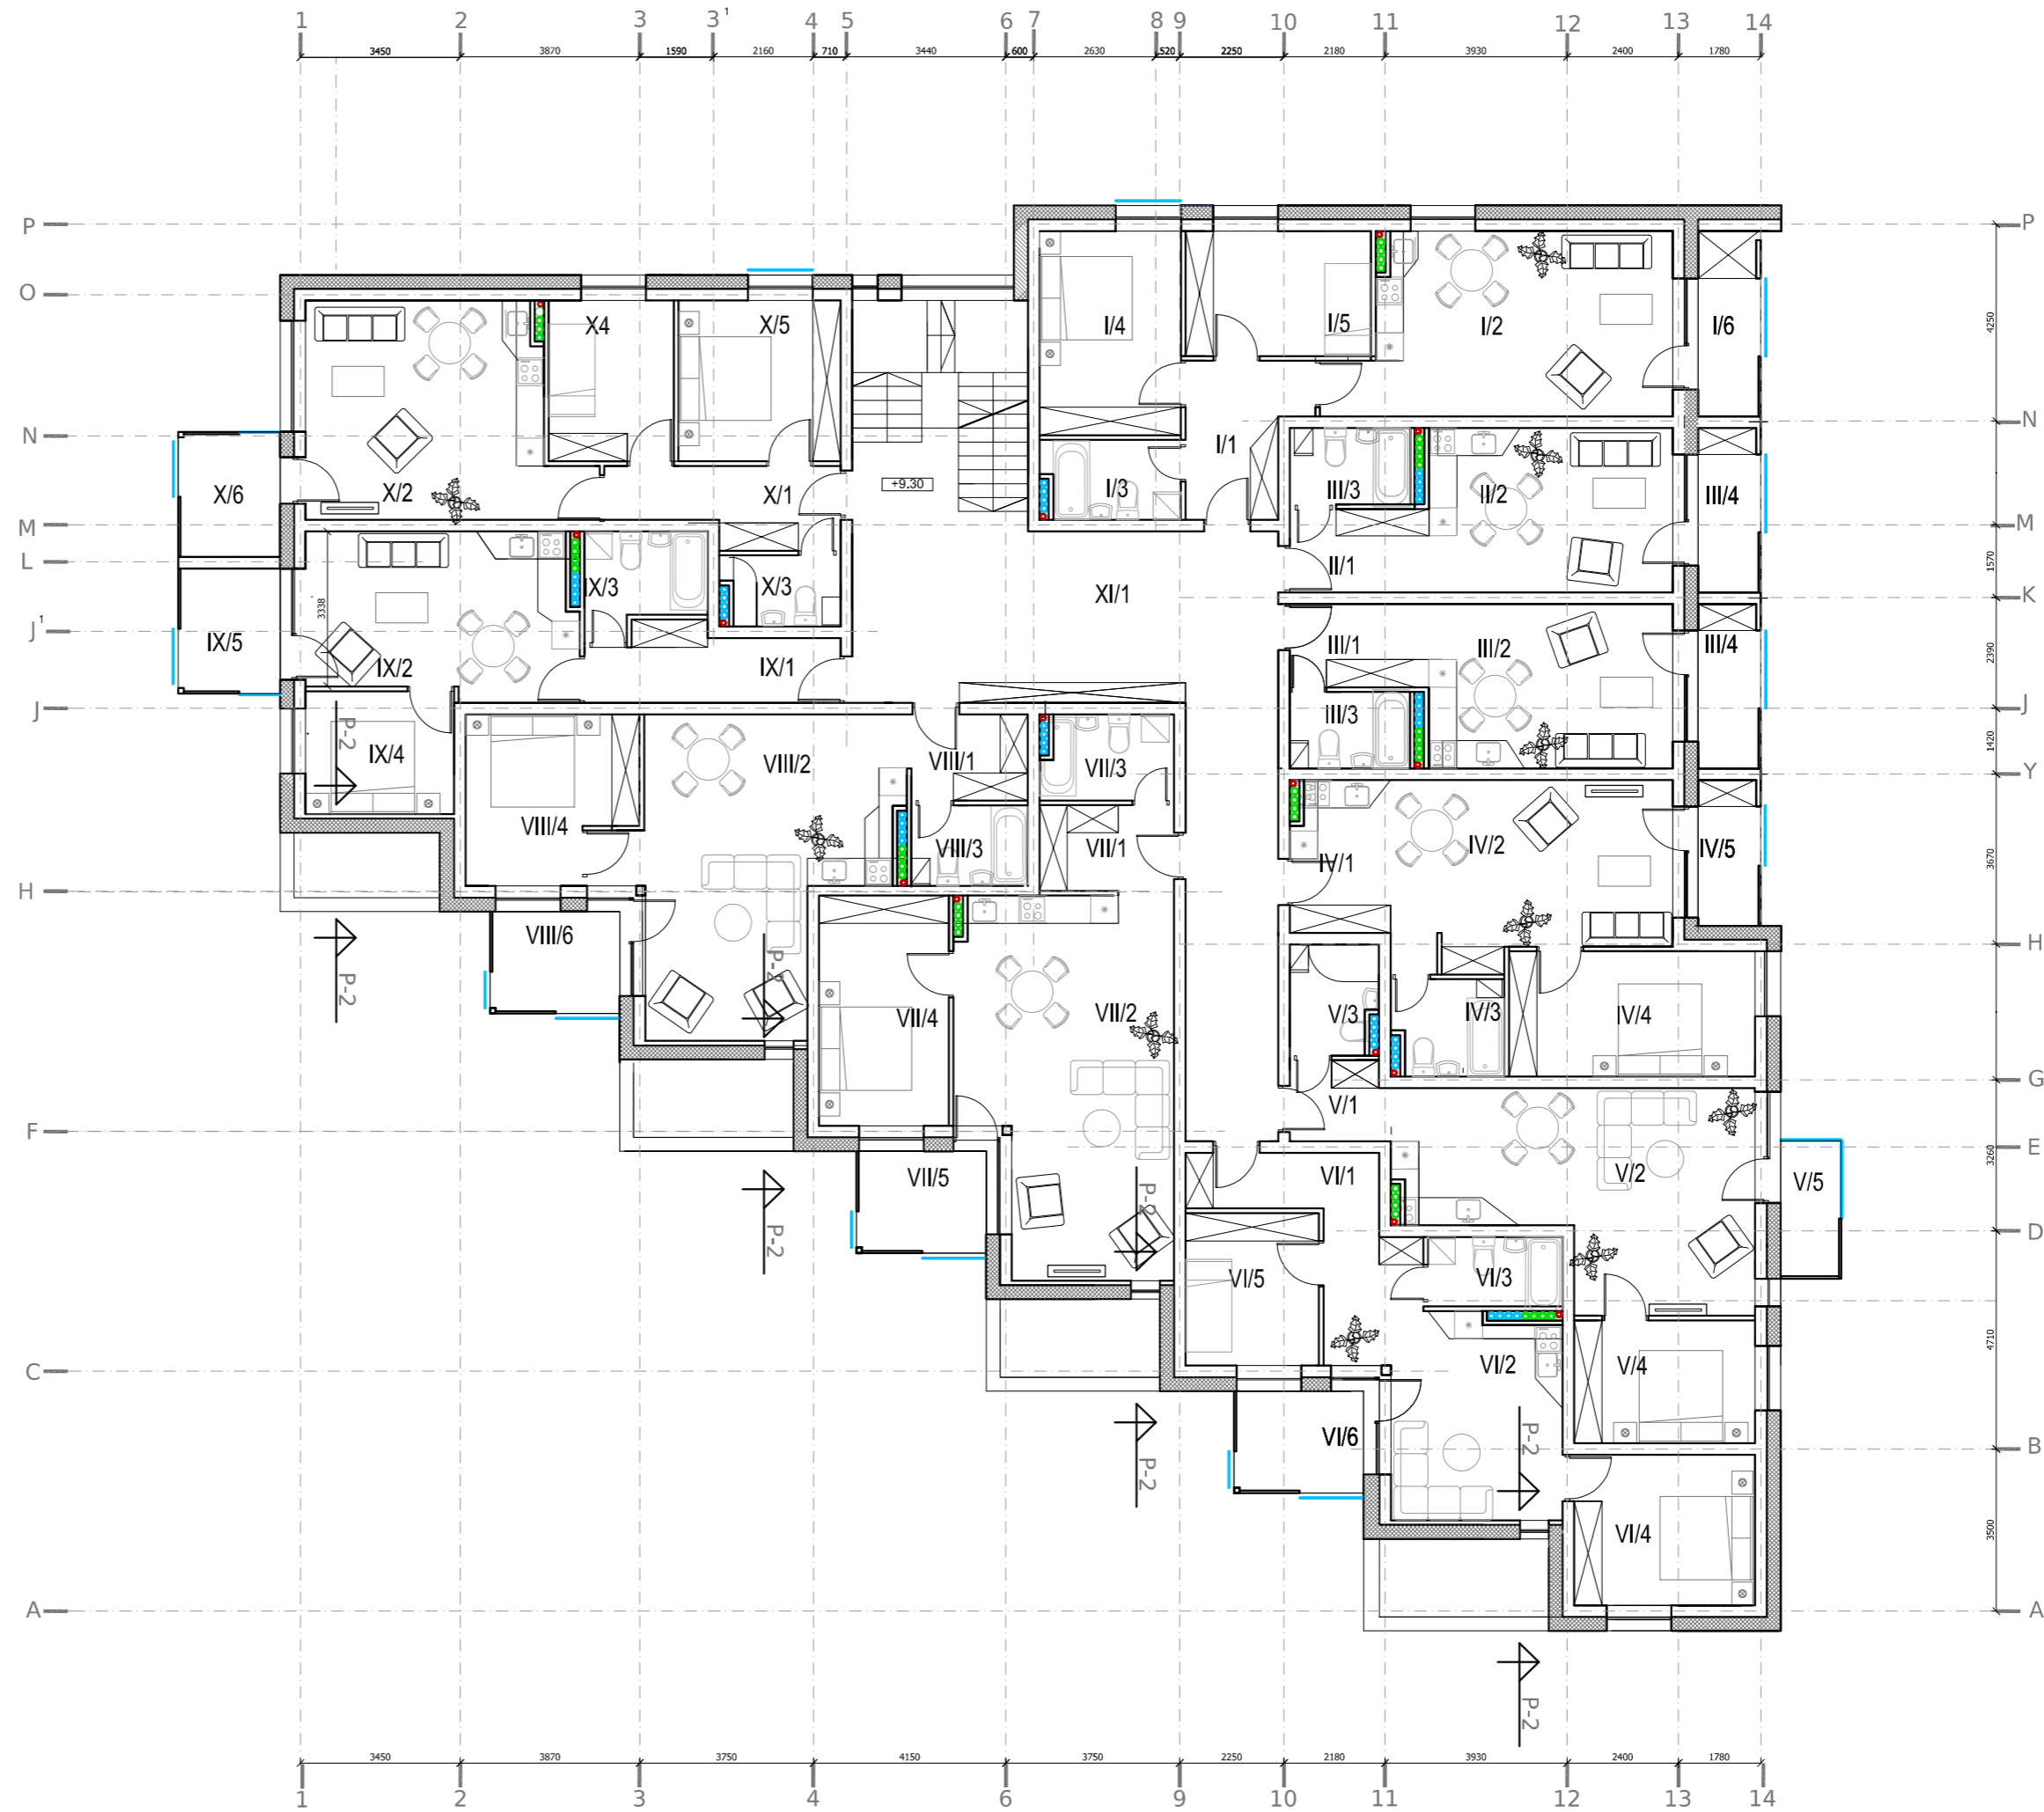 1 2 3 3¹ 4 5 6 7 8 9 10 11 12 13 14
3450 3870 1590 2160 710 3440 600 2630 520 2250 2180 3930 2400 1780
P P
O
X4 X/5 I/4 I/5 I/2 I/6
4250
N N
X/6 X/2 X/1 +9.30 I/3 I/1 III/3 II/2 III/4
M M
L
IX/3 X/3 XI/1 II/1
1570
K
3338
J¹
IX/5 IX/2 IX/1 III/1 III/2 III/4
2390
J J
P-2 IX/4 VIII/2 VIII/1 VII/3 III/3
1420
Y
VIII/4 VIII/3 VII/1 IV/1 IV/2 IV/5
3670
H
VIII/6
H
P-2 P-2
VII/4 VII/2 V/3 IV/3 IV/4
G
V/1
F
E
3260
VII/5 P-2 VI/1 V/2 V/5
D
P-2
VI/5 VI/3
4710
C
VI/2 V/4
P-2 VI/6 P-2
B
VI/4
3500
A A
P-2
3450 3870 3750 4150 3750 2250 2180 3930 2400 1780
1 2 3 4 6 9 10 11 12 13 14